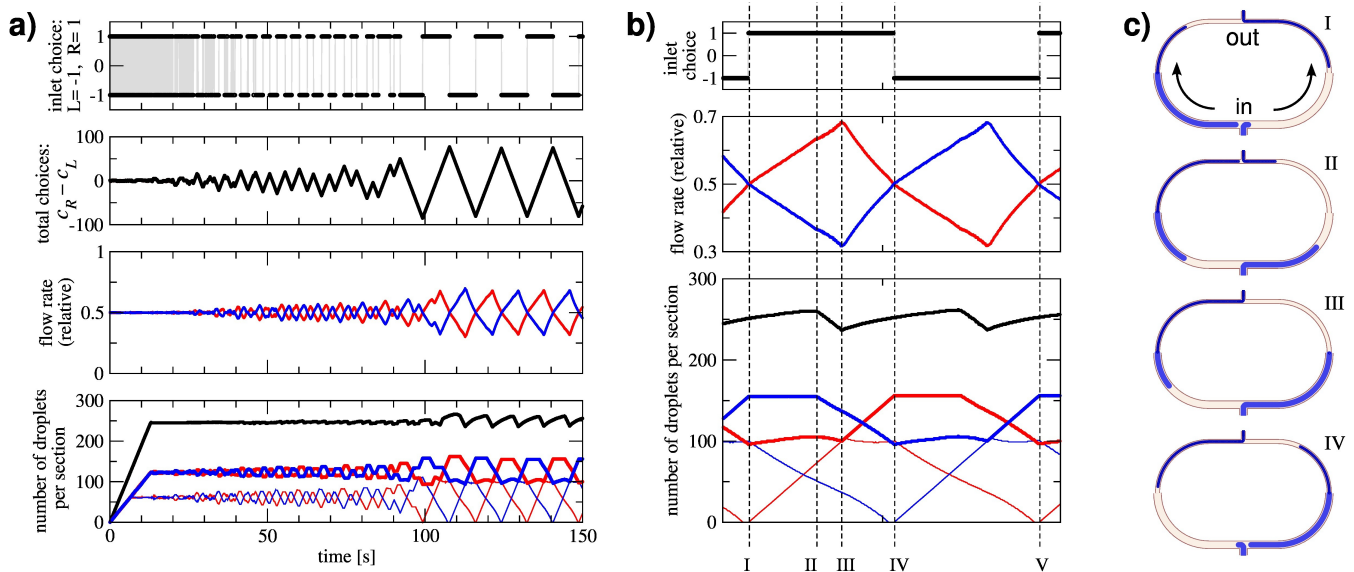 a)
inlet choice:
L= -1, R= 1
1
0
-1
total choices:
c_R – c_L
100
0
-100
flow rate
(relative)
1
0.5
0
number of droplets
per section
300
250
100
0
0
50
100
150
time [s]
b)
inlet
choice
1
0
-1
flow rate (relative)
0.7
0.5
0.3
number of droplets per section
300
200
100
0
I
II
III
IV
V
c)
I
out
in
II
III
IV